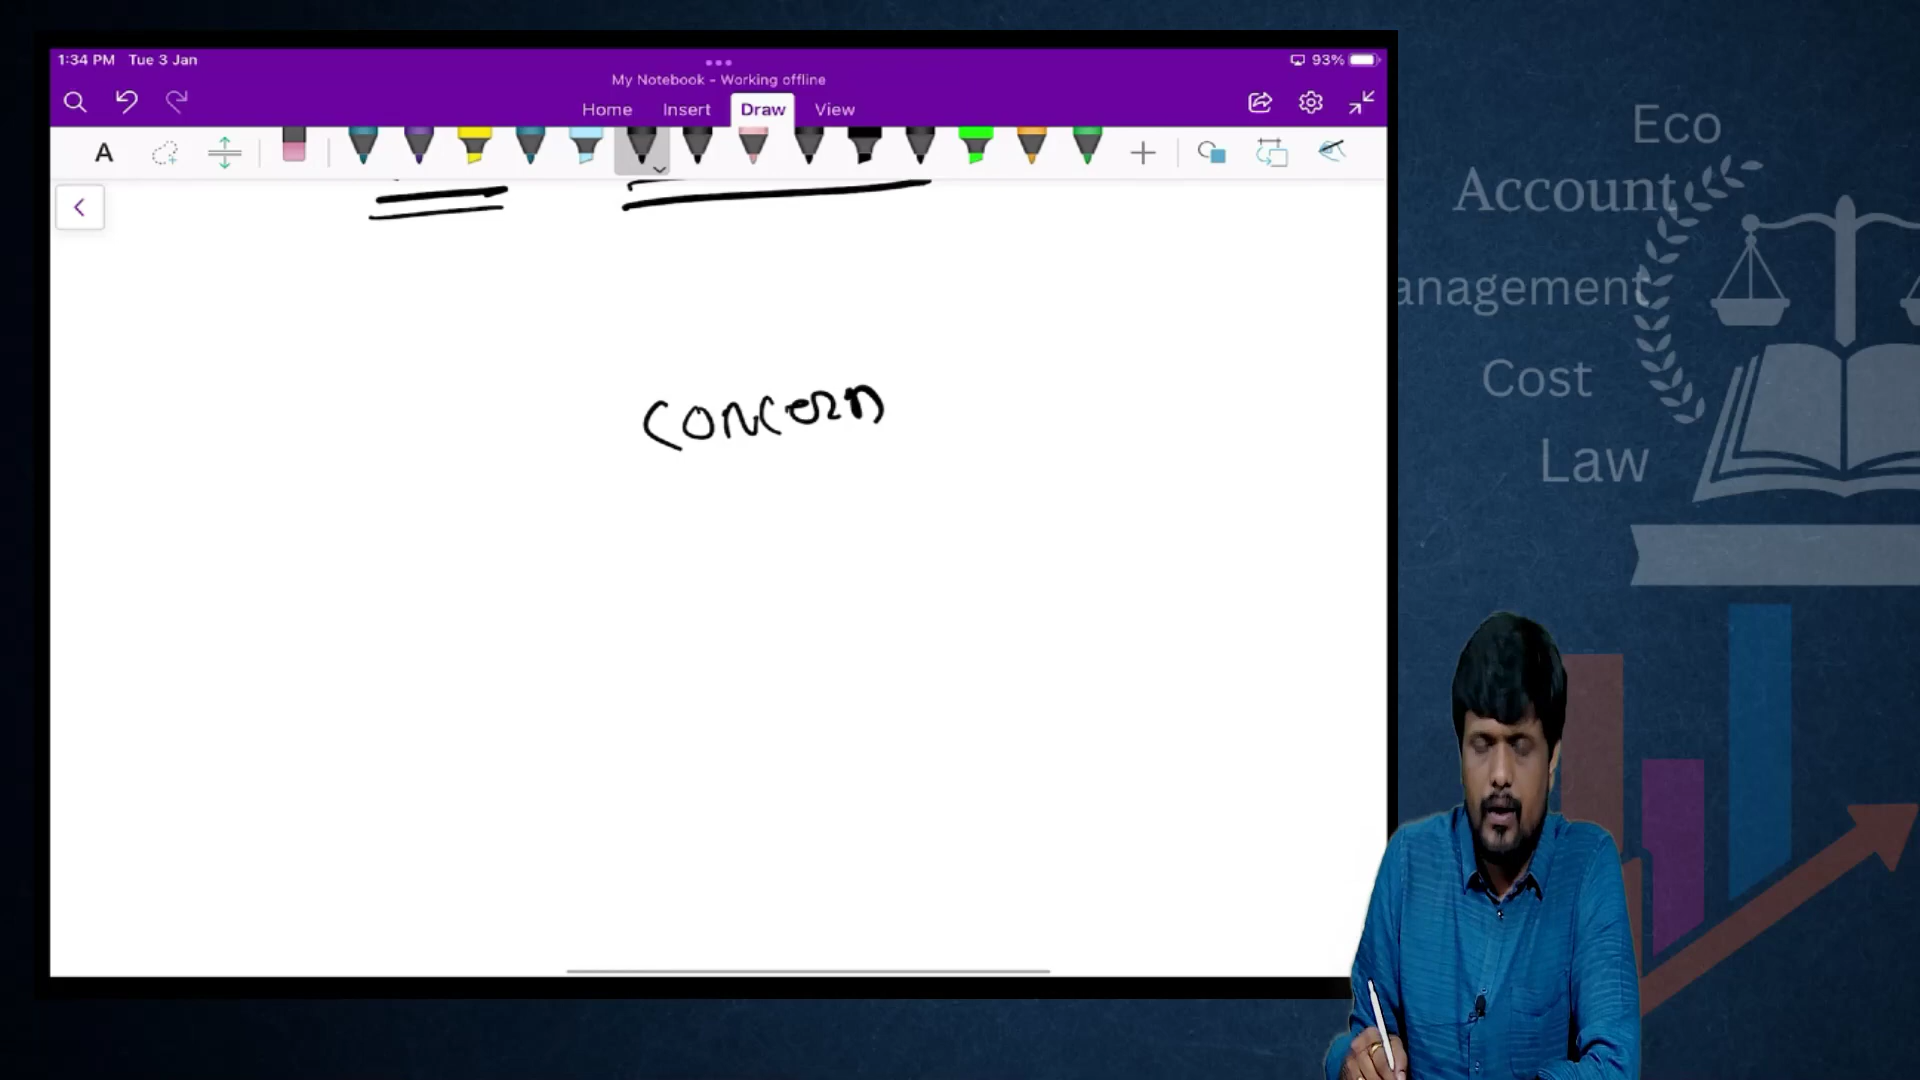 1:34 PM Tue 3 Jan
93%
My Notebook - Working offline
Home Insert Draw View
A
concern
Eco
Account
anagement
Cost
Law